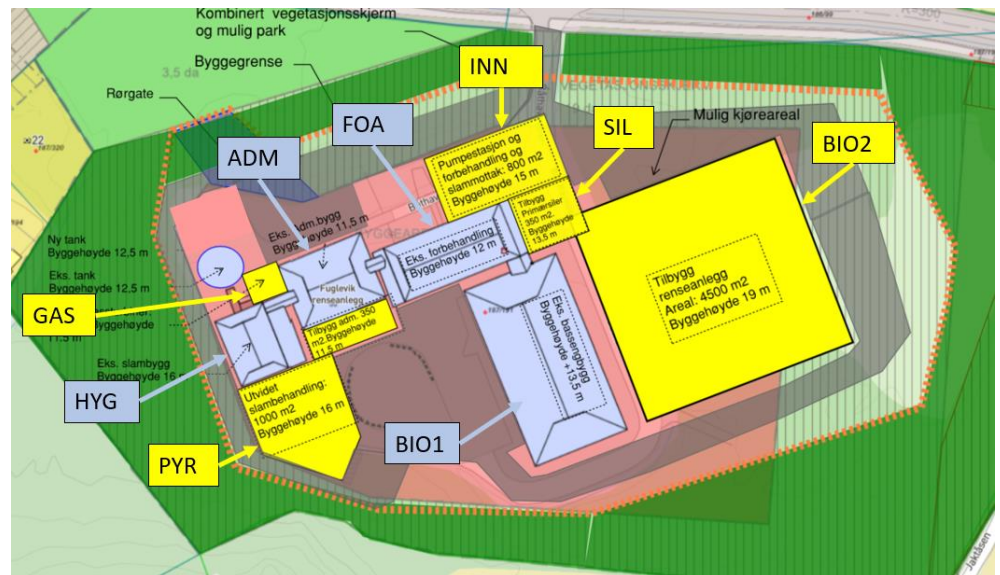 Kombinert vegetasjonsskjerm
og mulig park
R=300
Byggegrense
INN
3,5 da
VEGETASJONSSKJERM
Rørgate
FOA
SIL
Mulig kjøreareal
ADM
BIO2
Pumpestasjon og
forbehandling og
slammottak: 800 m2
Byggehøyde 15 m
Tilbygg
Primærsiler
350 m2.
Byggehøyde
13,5 m
Eks. Adm.bygg
Byggehøyde 11,5 m
Eks. forbehandling
Byggehøyde 12 m
Ny tank
Byggehøyde 12,5 m
Eks. tank
Byggehøyde 12,5 m
Byggehøyde
11.5 m
Fuglevik
renseanlegg
Tilbygg
renseanlegg
Areal: 4500 m2
Byggehøyde 19 m
GAS
Tilbygg adm. 350
m2.Byggehøyde
11,5 m
Eks. bassengbygg
Byggehøyde +13,5 m
Eks. slambygg
Byggehøyde 16 m
HYG
Utvidet
slambehandling:
1000 m2
Byggehøyde 16 m
BIO1
PYR
Jaktåsen